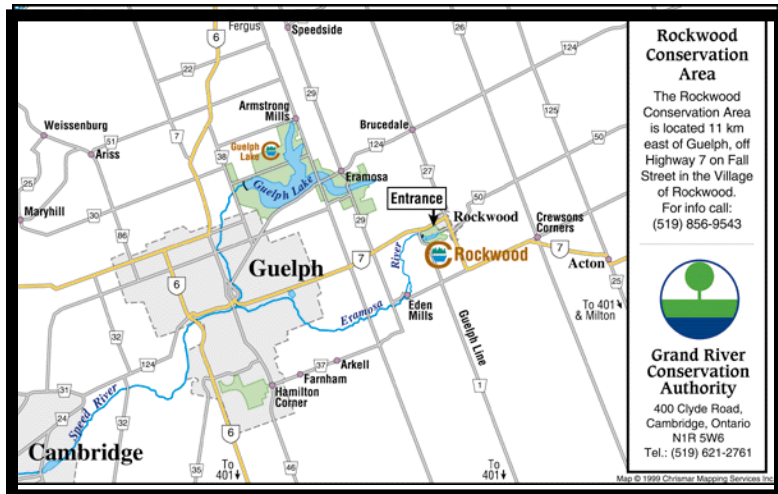 6
Fergus
Speedside
26
124
22
29
125
Armstrong
Mills
Weissenburg
7
Brucedale
50
51
Guelph
Lake
38
124
Ariss
Guelph Lake
27
25
Eramosa
Entrance
50
Maryhill
30
29
Rockwood
Crewsons
Corners
86
Rockwood
7
Guelph
7
River
Acton
6
25
Eramosa
Eden
Mills
To 401
& Milton
32
Guelph Line
124
37
Arkell
Farnham
31
Hamilton
Corner
1
Speed River
24
32
6
Cambridge
35
To
401
46
To
401
Rockwood
Conservation
Area
The Rockwood
Conservation Area
is located 11 km
east of Guelph, off
Highway 7 on Fall
Street in the Village
of Rockwood.
For info call:
(519) 856-9543
Grand River
Conservation
Authority
400 Clyde Road,
Cambridge, Ontario
N1R 5W6
Tel.: (519) 621-2761
Map © 1999 Chrismar Mapping Services Inc.